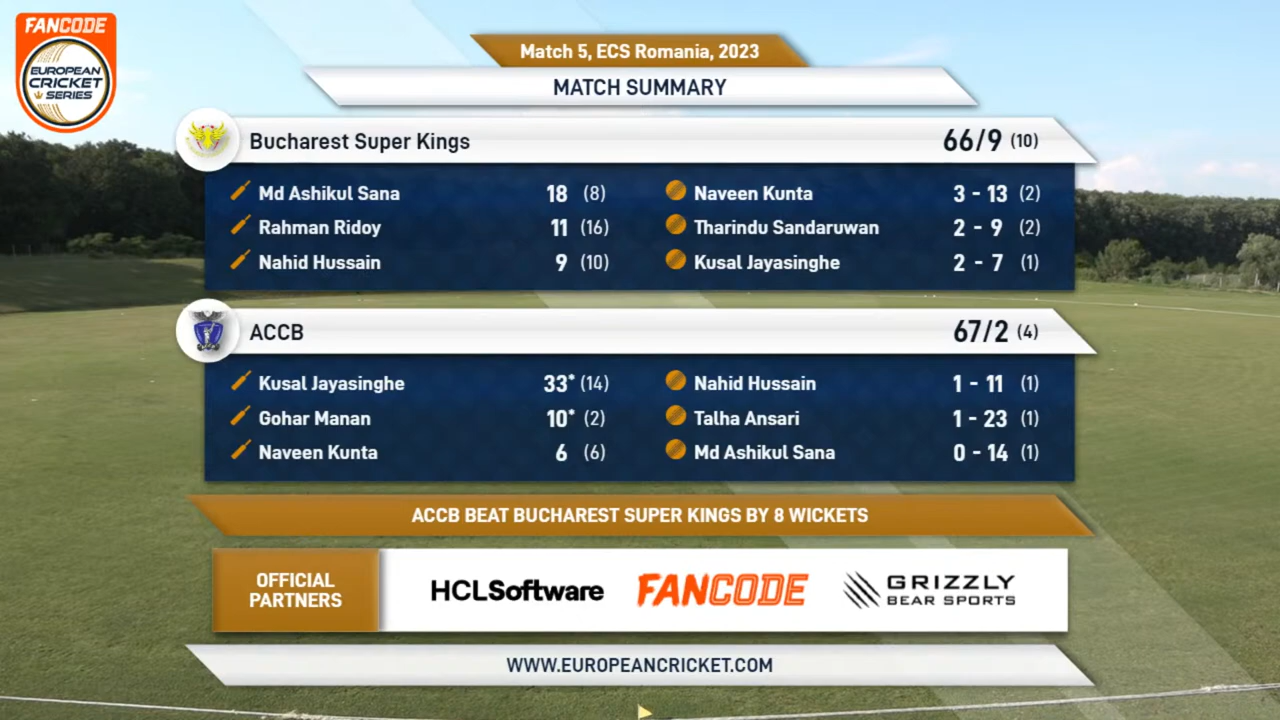 FANCODE
EUROPEAN
CRICKET
SERIES
Match 5, ECS Romania, 2023
MATCH SUMMARY
Bucharest Super Kings 66/9 (10)
Md Ashikul Sana 18 (8) Naveen Kunta 3 - 13 (2)
Rahman Ridoy 11 (16) Tharindu Sandaruwan 2 - 9 (2)
Nahid Hussain 9 (10) Kusal Jayasinghe 2 - 7 (1)
ACCB 67/2 (4)
Kusal Jayasinghe 33* (14) Nahid Hussain 1 - 11 (1)
Gohar Manan 10* (2) Talha Ansari 1 - 23 (1)
Naveen Kunta 6 (6) Md Ashikul Sana 0 - 14 (1)
ACCB BEAT BUCHAREST SUPER KINGS BY 8 WICKETS
OFFICIAL
PARTNERS
HCLSoftware FANCODE GRIZZLY
BEAR SPORTS
WWW.EUROPEANCRICKET.COM